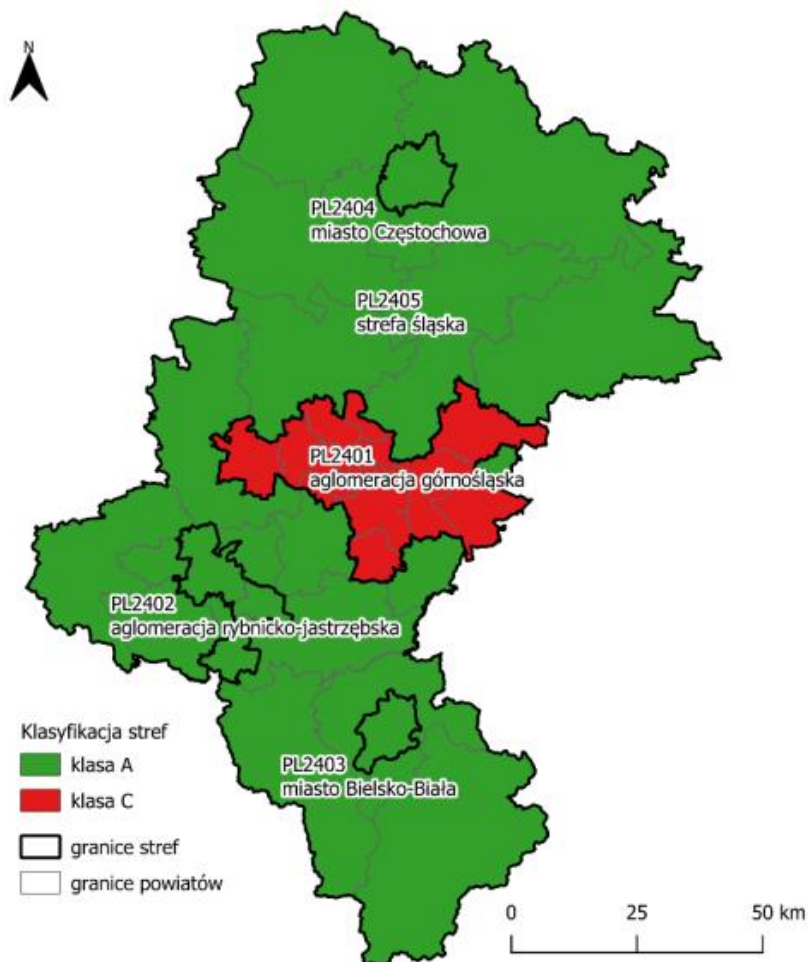 N
PL2404
miasto Częstochowa
PL2405
strefa śląska
PL2401
aglomeracja górnośląska
PL2402
aglomeracja rybnicko-jastrzębska
PL2403
miasto Bielsko-Biała
Klasyfikacja stref
klasa A
klasa C
granice stref
granice powiatów
0 25 50 km